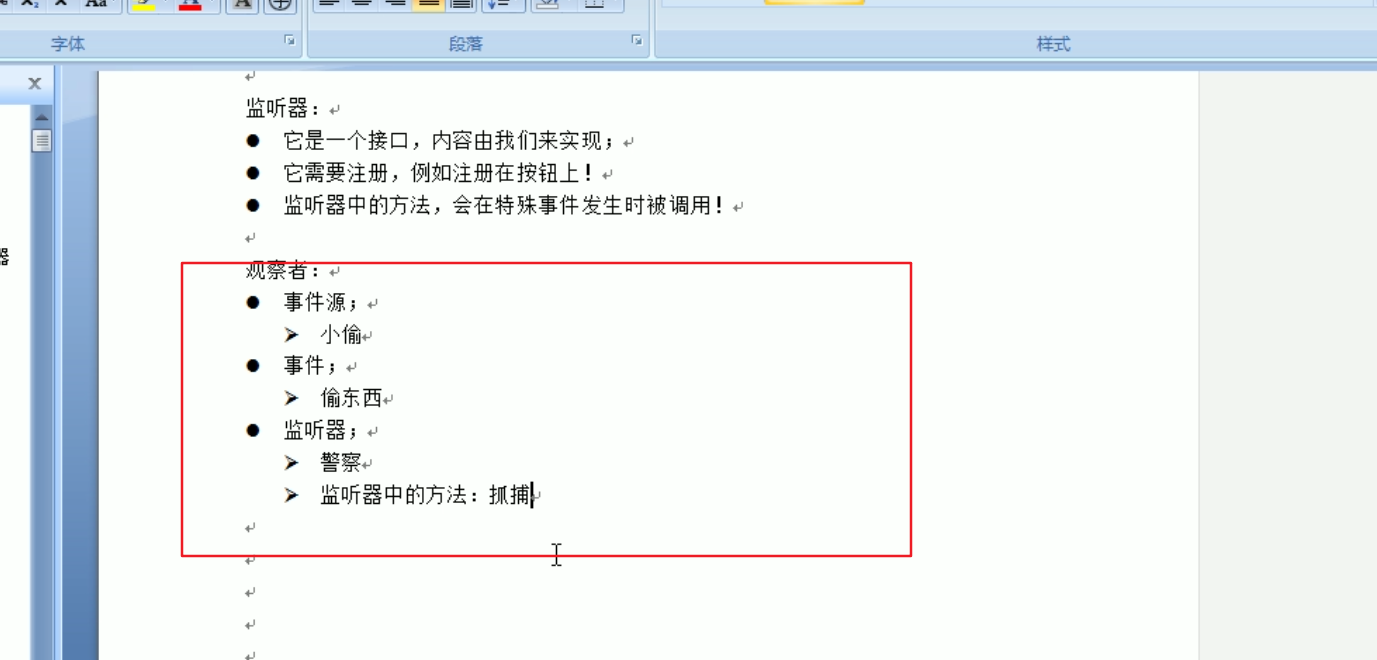 Aa
A
A
字体
段落
样式
器
监听器：
● 它是一个接口，内容由我们来实现；
● 它需要注册，例如注册在按钮上！
● 监听器中的方法，会在特殊事件发生时被调用！
观察者：
● 事件源；
➢ 小偷
● 事件；
➢ 偷东西
● 监听器；
➢ 警察
➢ 监听器中的方法：抓捕